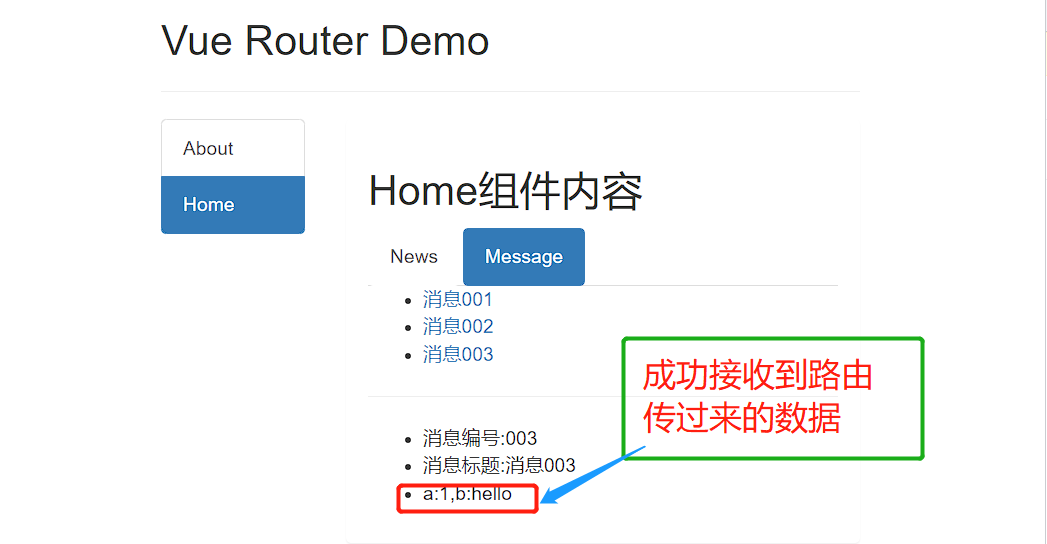 Vue Router Demo
About
Home
Home组件内容
News
Message
消息001
消息002
消息003
成功接收到路由
传过来的数据
消息编号:003
消息标题:消息003
a:1,b:hello